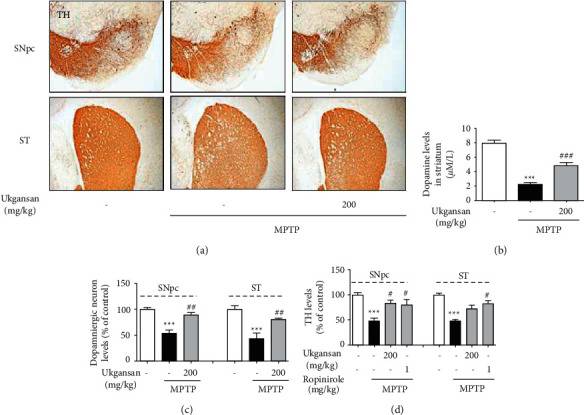 TH
SNpc
ST
Ukgansan
(mg/kg)
- - 200
MPTP
(a)
Dopamine levels
in striatum
(μM/L)
10
8
6
4
2
0
***
###
Ukgansan
(mg/kg)
- - 200
MPTP
(b)
Dopamniergic neuron
levels (% of control)
150
100
50
0
SNpc ST
***
##
***
##
Ukgansan
(mg/kg)
- - 200 - - 200
MPTP MPTP
(c)
TH levels
(% of control)
150
100
50
0
SNpc ST
***
#
#
***
#
Ukgansan
(mg/kg)
- - 200 - - - 200 -
Ropinirole
(mg/kg)
- - - 1 - - - 1
MPTP MPTP
(d)